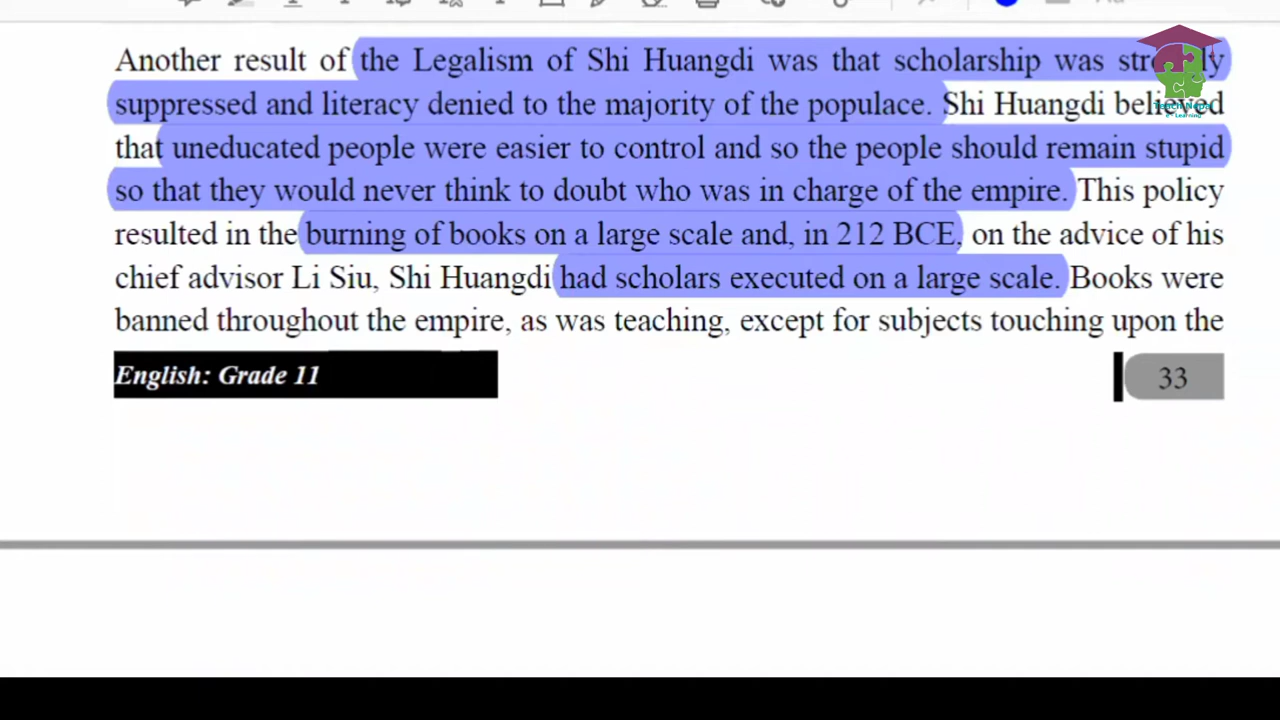 Another result of the Legalism of Shi Huangdi was that scholarship was strongly
suppressed and literacy denied to the majority of the populace. Shi Huangdi believed
that uneducated people were easier to control and so the people should remain stupid
so that they would never think to doubt who was in charge of the empire. This policy
resulted in the burning of books on a large scale and, in 212 BCE, on the advice of his
chief advisor Li Siu, Shi Huangdi had scholars executed on a large scale. Books were
banned throughout the empire, as was teaching, except for subjects touching upon the
English: Grade 11
33
Teach Nepal
e - Learning